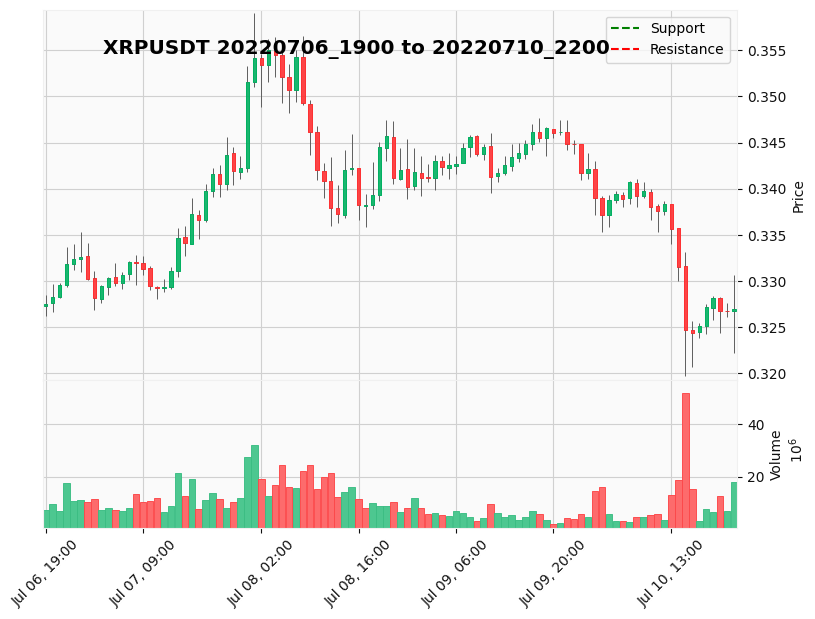 XRPUSDT 20220706_1900 to 20220710_2200
Support
Resistance
0.355
0.350
0.345
0.340
0.335
0.330
0.325
0.320
Price
40
20
Volume
10^6
Jul 06, 19:00
Jul 07, 09:00
Jul 08, 02:00
Jul 08, 16:00
Jul 09, 06:00
Jul 09, 20:00
Jul 10, 13:00